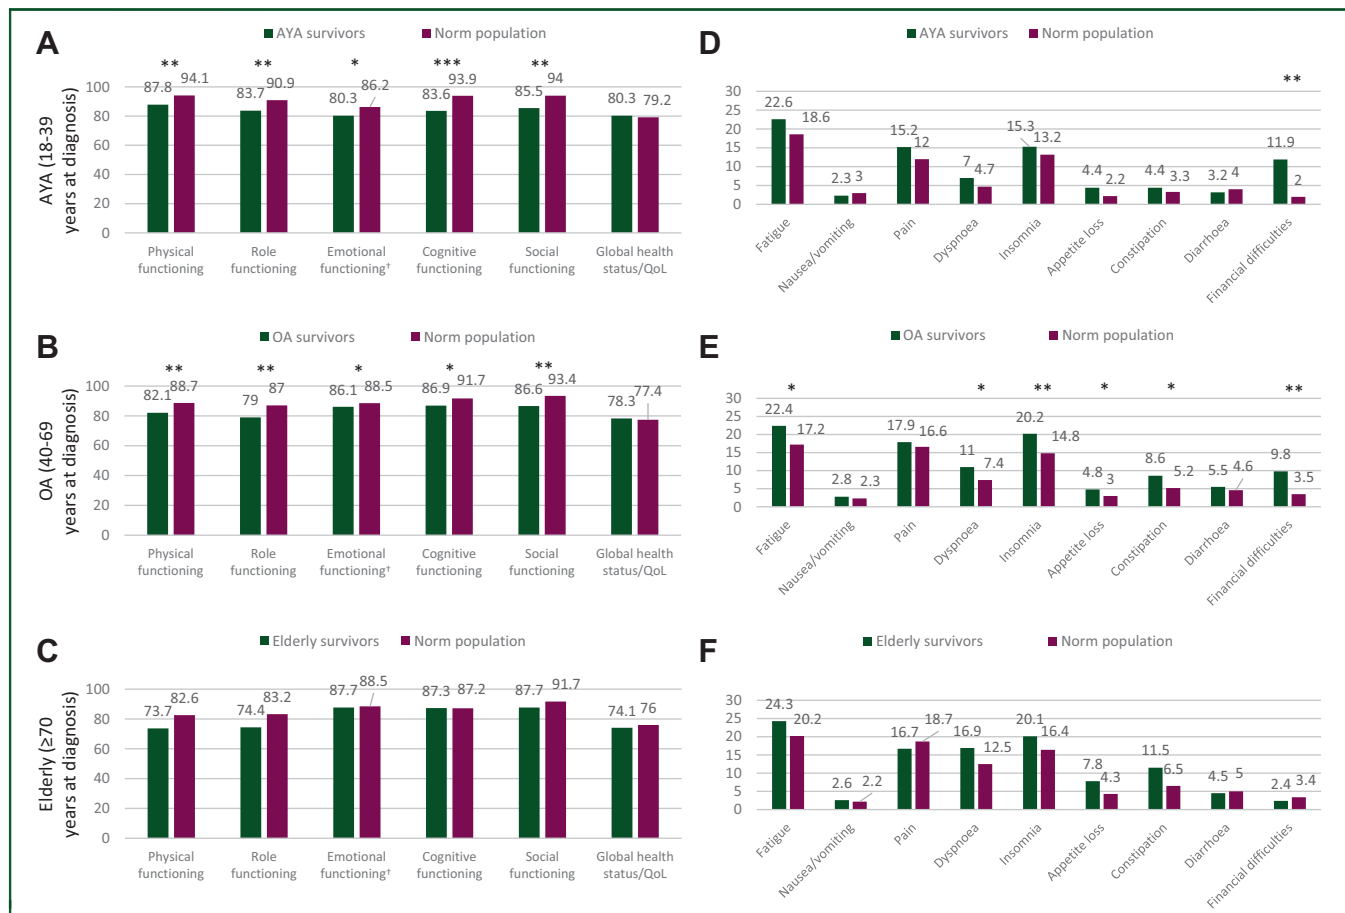 A
AYA survivors Norm population
** ** * *** **
87.8 94.1 83.7 90.9 80.3 86.2 83.6 93.9 85.5 94 80.3 79.2
100
80
60
40
20
0
AYA (18-39
years at diagnosis)
Physical functioning
Role functioning
Emotional functioning†
Cognitive functioning
Social functioning
Global health status/QoL
D
AYA survivors Norm population
**
30
25
20
15
10
5
0
22.6 18.6 2.3 3 15.2 12 7 4.7 15.3 13.2 4.4 2.2 4.4 3.3 3.2 4 11.9 2
Fatigue
Nausea/vomiting
Pain
Dyspnoea
Insomnia
Appetite loss
Constipation
Diarrhoea
Financial difficulties
B
OA survivors Norm population
** ** * * **
82.1 88.7 79 87 86.1 88.5 86.9 91.7 86.6 93.4 78.3 77.4
100
80
60
40
20
0
OA (40-69
years at diagnosis)
Physical functioning
Role functioning
Emotional functioning†
Cognitive functioning
Social functioning
Global health status/QoL
E
OA survivors Norm population
* * ** * * **
30
25
20
15
10
5
0
22.4 17.2 2.8 2.3 17.9 16.6 11 7.4 20.2 14.8 4.8 3 8.6 5.2 5.5 4.6 9.8 3.5
Fatigue
Nausea/vomiting
Pain
Dyspnoea
Insomnia
Appetite loss
Constipation
Diarrhoea
Financial difficulties
C
Elderly survivors Norm population
73.7 82.6 74.4 83.2 87.7 88.5 87.3 87.2 87.7 91.7 74.1 76
100
80
60
40
20
0
Elderly (≥70
years at diagnosis)
Physical functioning
Role functioning
Emotional functioning†
Cognitive functioning
Social functioning
Global health status/QoL
F
Elderly survivors Norm population
30
25
20
15
10
5
0
24.3 20.2 2.6 2.2 16.7 18.7 16.9 12.5 20.1 16.4 7.8 4.3 11.5 6.5 4.5 5 2.4 3.4
Fatigue
Nausea/vomiting
Pain
Dyspnoea
Insomnia
Appetite loss
Constipation
Diarrhoea
Financial difficulties